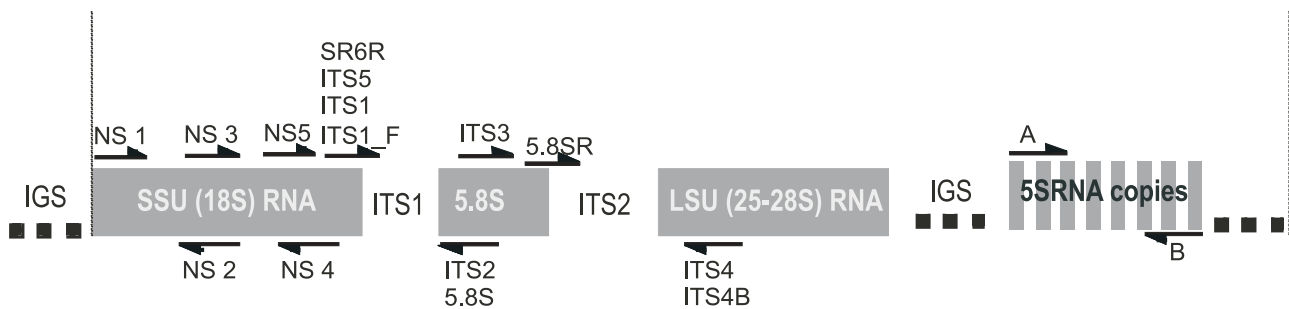 SR6R
ITS5
ITS1
NS 1
NS 3
NS5
ITS1_F
ITS3
5.8SR
A
IGS
SSU (18S) RNA
ITS1
5.8S
ITS2
LSU (25-28S) RNA
IGS
5SRNA copies
NS 2
NS 4
ITS2
5.8S
ITS4
ITS4B
B